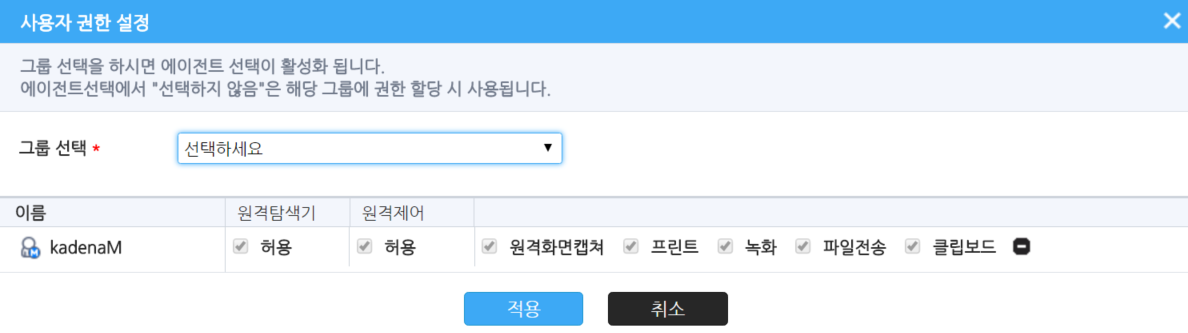 사용자 권한 설정
그룹 선택을 하시면 에이전트 선택이 활성화 됩니다.
에이전트선택에서 "선택하지 않음"은 해당 그룹에 권한 할당 시 사용됩니다.
그룹 선택 * 선택하세요
이름 원격탐색기 원격제어
kadenaM 허용 허용 원격화면캡쳐 프린트 녹화 파일전송 클립보드
적용 취소